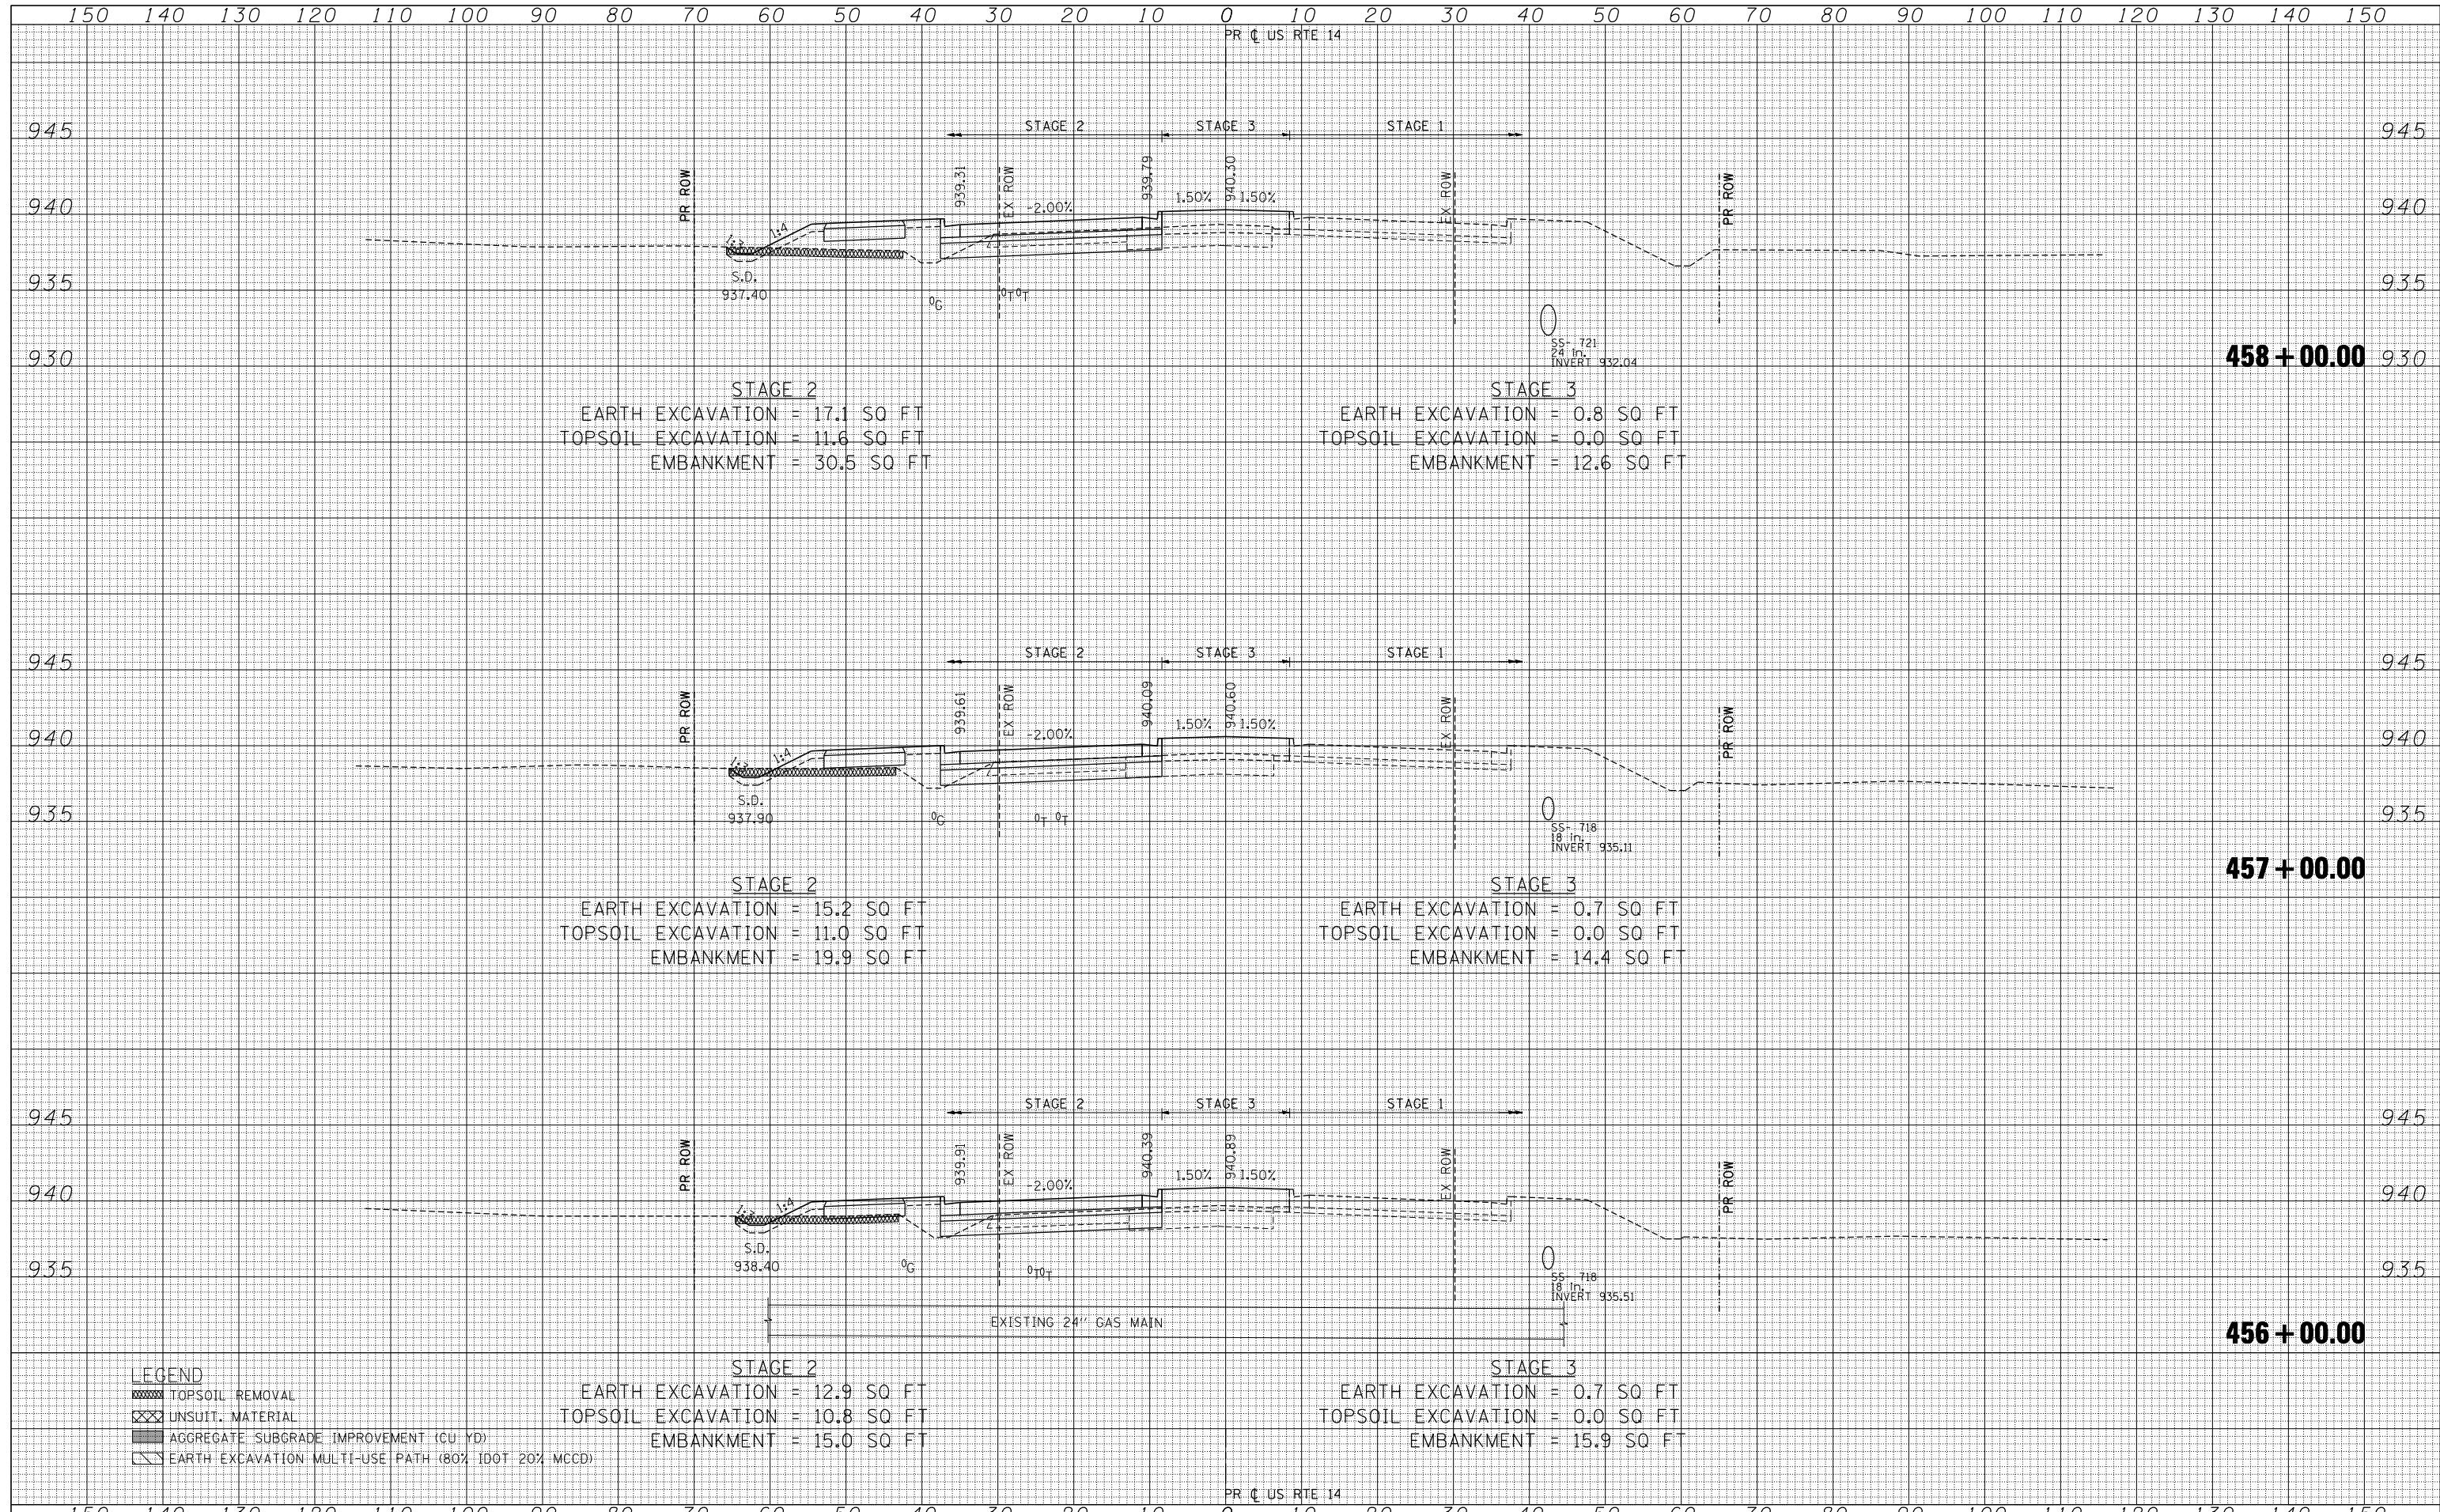 150 140 130 120 110 100 90 80 70 60 50 40 30 20 10 0 10 20 30 40 50 60 70 80 90 100 110 120 130 140 150
PR ℄ US RTE 14
945 945
STAGE 2 STAGE 3 STAGE 1
PR ROW 939.31 EX ROW 939.79 940.30 EX ROW PR ROW
-2.00% 1.50% 1.50%
940 940
1:3 1:4
S.D.
937.40
935 935
G T T
SS- 721
24 in.
INVERT 932.04
930 458+00.00 930
STAGE 2
EARTH EXCAVATION = 17.1 SQ FT
TOPSOIL EXCAVATION = 11.6 SQ FT
EMBANKMENT = 30.5 SQ FT
STAGE 3
EARTH EXCAVATION = 0.8 SQ FT
TOPSOIL EXCAVATION = 0.0 SQ FT
EMBANKMENT = 12.6 SQ FT
945 945
STAGE 2 STAGE 3 STAGE 1
PR ROW 939.61 EX ROW 940.09 940.60 EX ROW PR ROW
-2.00% 1.50% 1.50%
940 940
1:3 1:4
S.D.
937.90
935 935
G T T
SS- 718
18 in.
INVERT 935.11
457+00.00
STAGE 2
EARTH EXCAVATION = 15.2 SQ FT
TOPSOIL EXCAVATION = 11.0 SQ FT
EMBANKMENT = 19.9 SQ FT
STAGE 3
EARTH EXCAVATION = 0.7 SQ FT
TOPSOIL EXCAVATION = 0.0 SQ FT
EMBANKMENT = 14.4 SQ FT
945 945
STAGE 2 STAGE 3 STAGE 1
PR ROW 939.91 EX ROW 940.39 940.89 EX ROW PR ROW
-2.00% 1.50% 1.50%
940 940
1:3 1:4
S.D.
938.40
935 935
G T T
SS- 718
18 in.
INVERT 935.51
EXISTING 24" GAS MAIN
456+00.00
STAGE 2
EARTH EXCAVATION = 12.9 SQ FT
TOPSOIL EXCAVATION = 10.8 SQ FT
EMBANKMENT = 15.0 SQ FT
STAGE 3
EARTH EXCAVATION = 0.7 SQ FT
TOPSOIL EXCAVATION = 0.0 SQ FT
EMBANKMENT = 15.9 SQ FT
LEGEND
TOPSOIL REMOVAL
UNSUIT. MATERIAL
AGGREGATE SUBGRADE IMPROVEMENT (CU YD)
EARTH EXCAVATION MULTI-USE PATH (80% IDOT 20% MCCD)
PR ℄ US RTE 14
150 140 130 120 110 100 90 80 70 60 50 40 30 20 10 0 10 20 30 40 50 60 70 80 90 100 110 120 130 140 150